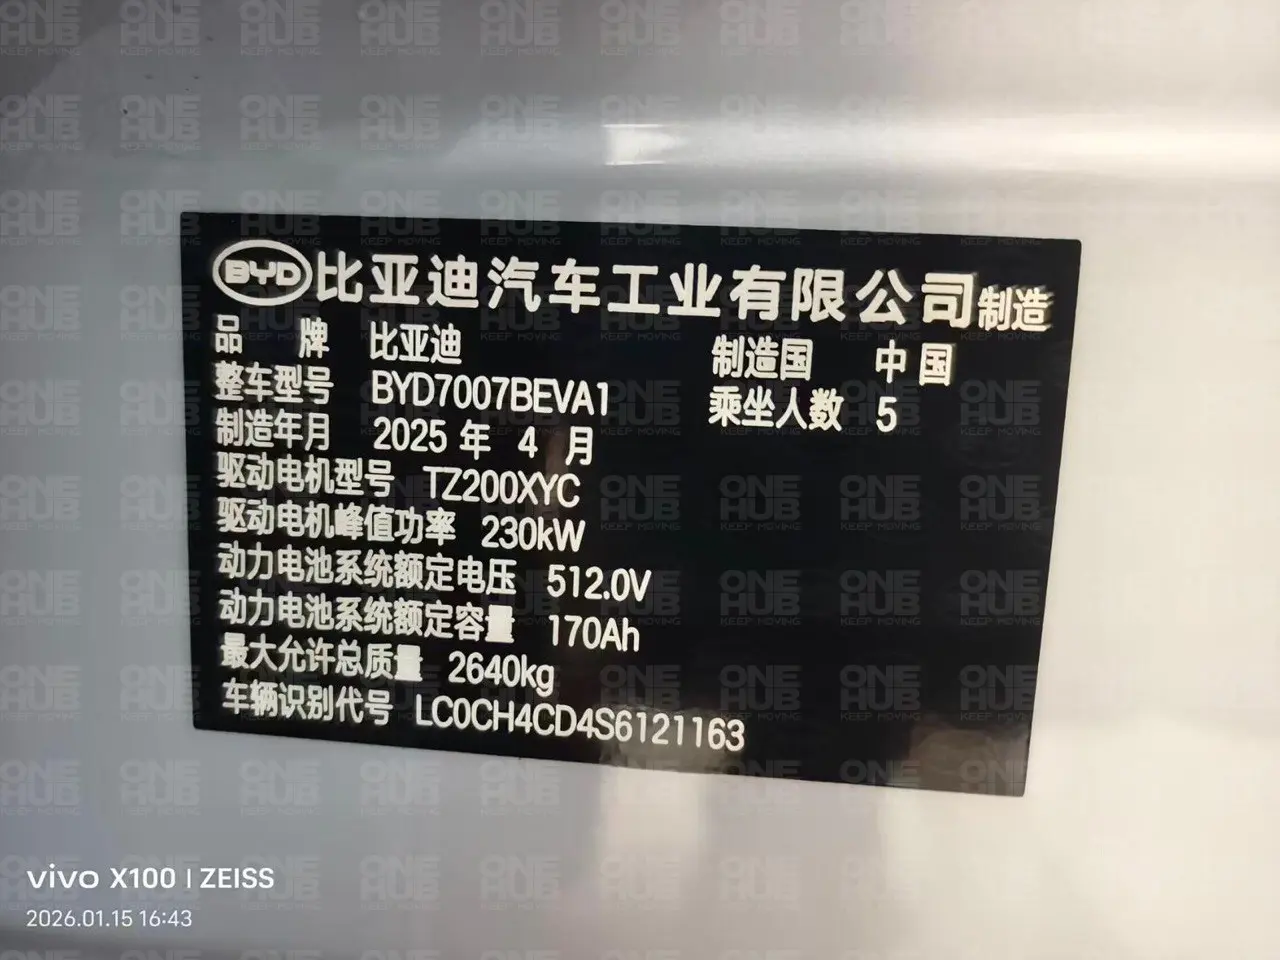 BYD 比亚迪汽车工业有限公司制造
品牌 比亚迪 制造国 中国
整车型号 BYD7007BEVA1 乘坐人数 5
制造年月 2025 年 4 月
驱动电机型号 TZ200XYC
驱动电机峰值功率 230kW
动力电池系统额定电压 512.0V
动力电池系统额定容量 170Ah
最大允许总质量 2640kg
车辆识别代号 LC0CH4CD4S6121163
vivo X100 | ZEISS
2026.01.15 16:43
ONE HUB
KEEP MOVING